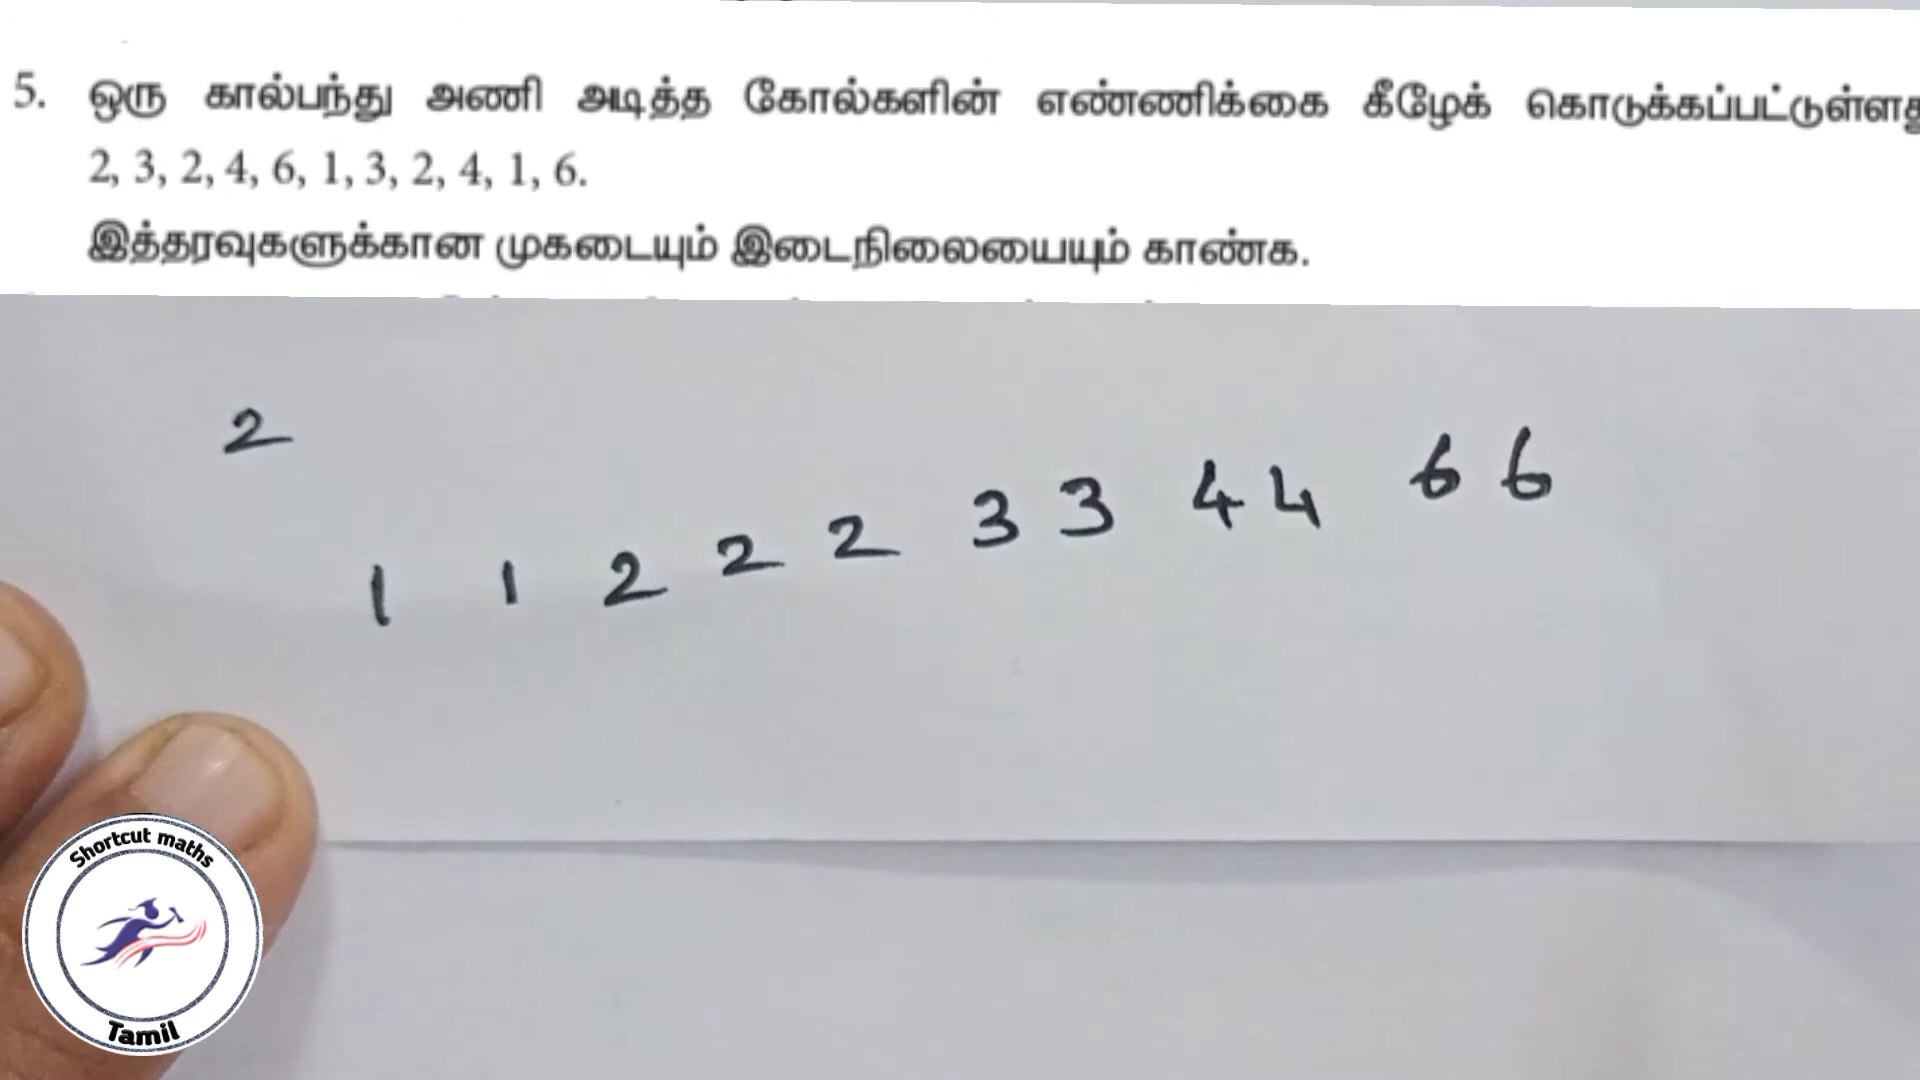 5. ஒரு கால்பந்து அணி அடித்த கோல்களின் எண்ணிக்கை கீழேக் கொடுக்கப்பட்டுள்ளது
2, 3, 2, 4, 6, 1, 3, 2, 4, 1, 6.
இத்தரவுகளுக்கான முகடையும் இடைநிலையையும் காண்க.
2
1 1 2 2 2 3 3 4 4 6 6
Shortcut maths
Tamil